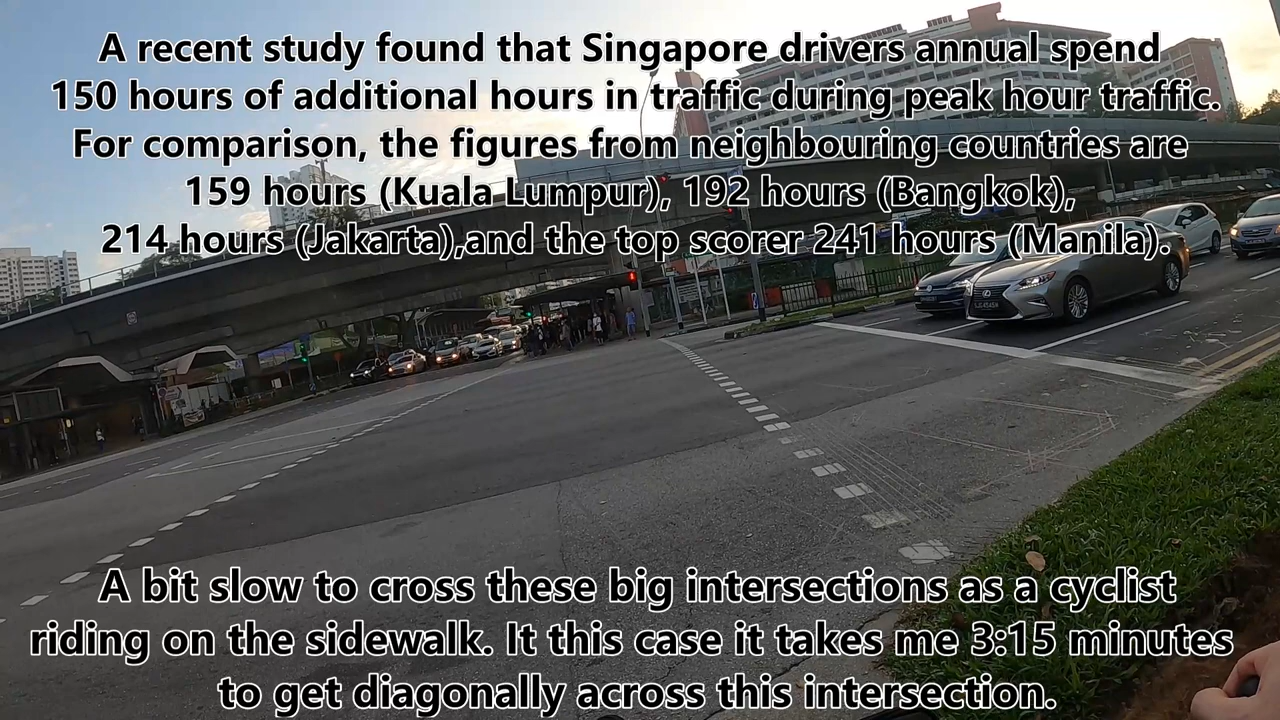 A recent study found that Singapore drivers annual spend
150 hours of additional hours in traffic during peak hour traffic.
For comparison, the figures from neighbouring countries are
159 hours (Kuala Lumpur), 192 hours (Bangkok),
214 hours (Jakarta),and the top scorer 241 hours (Manila).
A bit slow to cross these big intersections as a cyclist
riding on the sidewalk. It this case it takes me 3:15 minutes
to get diagonally across this intersection.